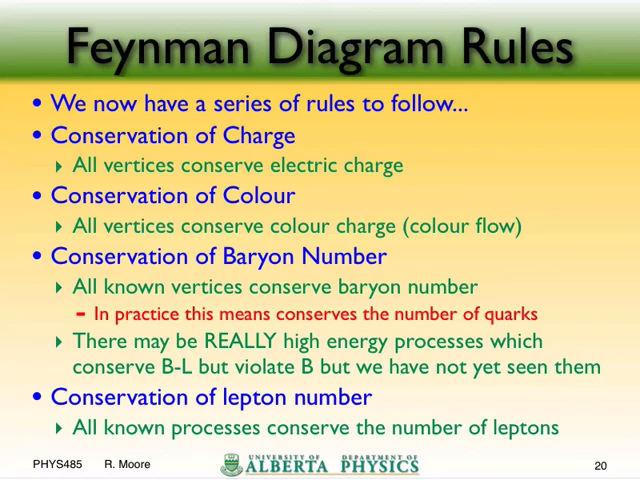 Feynman Diagram Rules
• We now have a series of rules to follow...
• Conservation of Charge
‣ All vertices conserve electric charge
• Conservation of Colour
‣ All vertices conserve colour charge (colour flow)
• Conservation of Baryon Number
‣ All known vertices conserve baryon number
- In practice this means conserves the number of quarks
‣ There may be REALLY high energy processes which
conserve B-L but violate B but we have not yet seen them
• Conservation of lepton number
‣ All known processes conserve the number of leptons
PHYS485 R. Moore
UNIVERSITY OF DEPARTMENT OF
ALBERTA PHYSICS
20